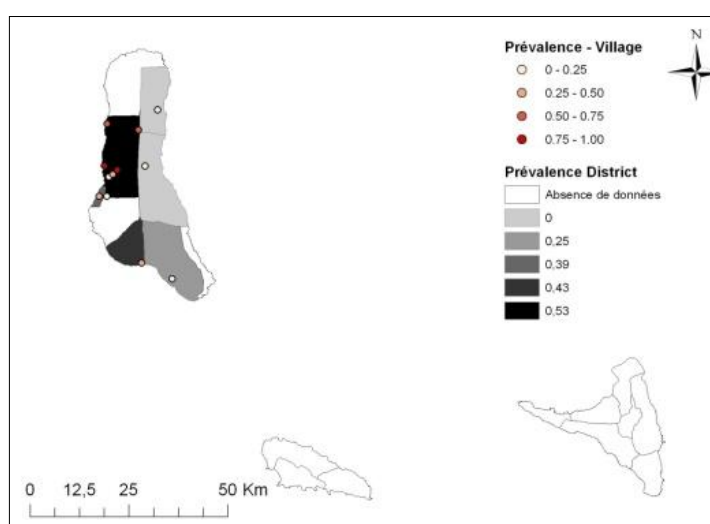 Prévalence - Village
0 - 0.25
0.25 - 0.50
0.50 - 0.75
0.75 - 1.00
N
Prévalence District
Absence de données
0
0,25
0,39
0,43
0,53
0 12,5 25 50 Km